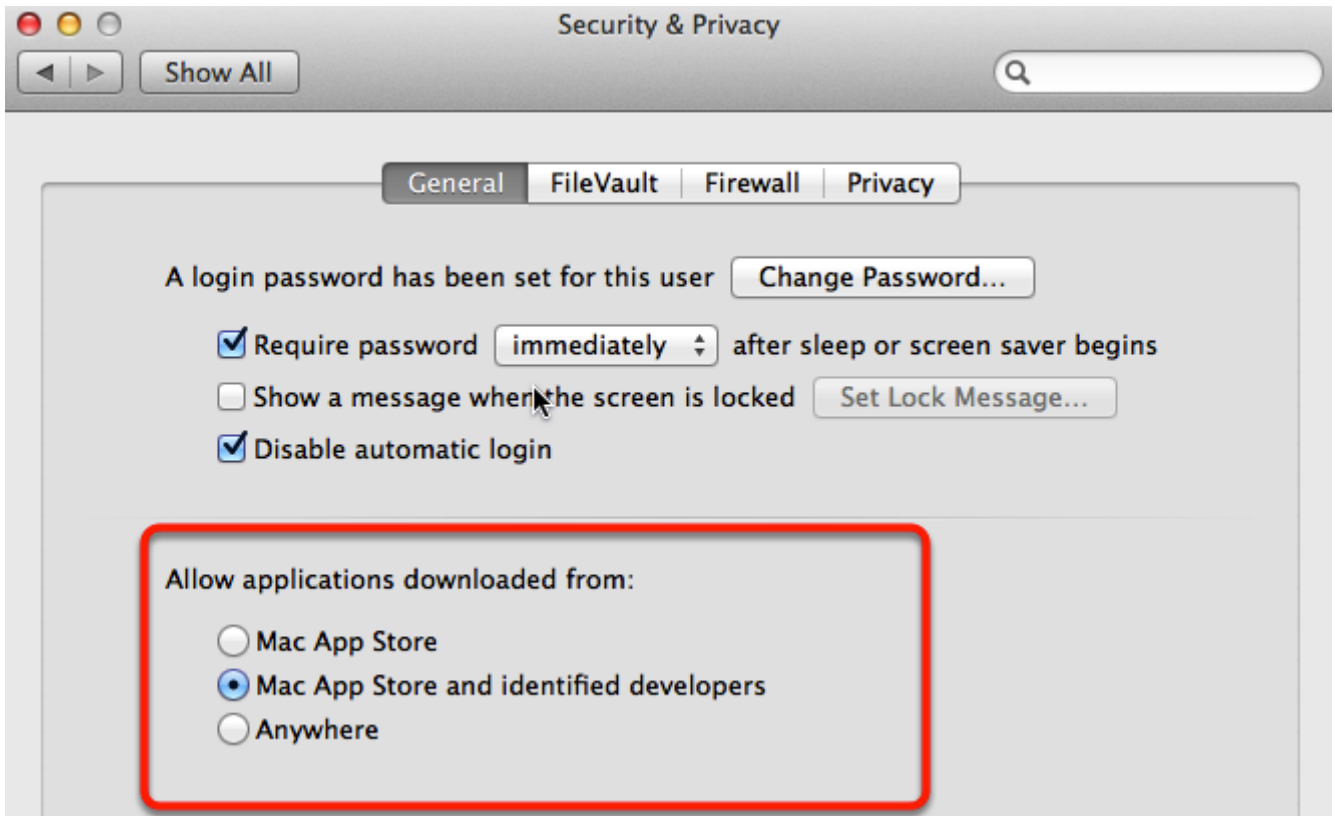 Security & Privacy
Show All
General FileVault Firewall Privacy
A login password has been set for this user Change Password...
Require password immediately after sleep or screen saver begins
Show a message when the screen is locked Set Lock Message...
Disable automatic login
Allow applications downloaded from:
Mac App Store
Mac App Store and identified developers
Anywhere